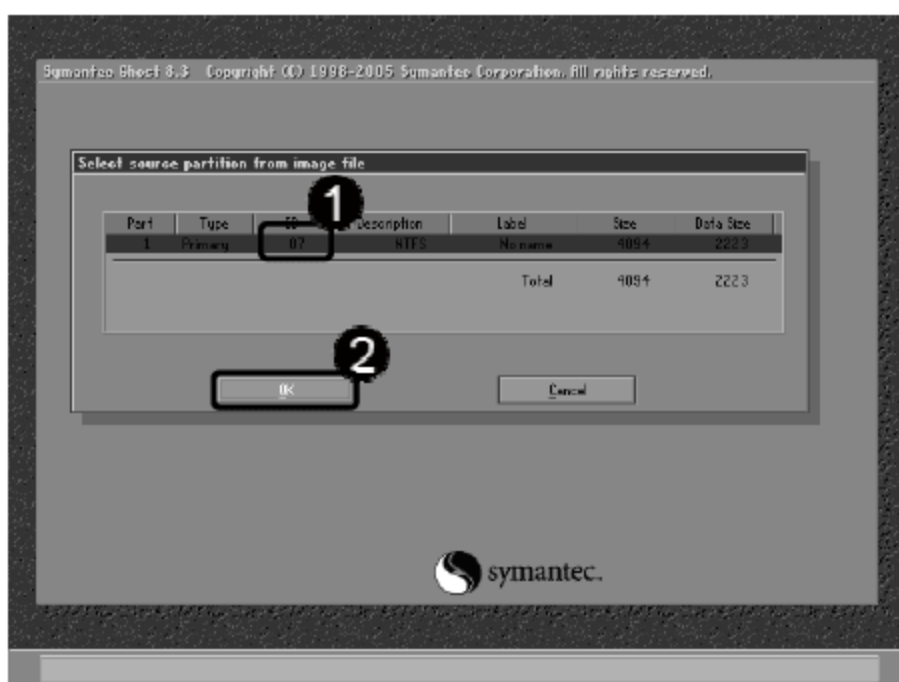 Symantec Ghost 8.3 Copyright (C) 1998-2005 Symantec Corporation. All rights reserved.
Select source partition from image file
1
Part Type ID Description Label Size Data Size
1 Primary 07 NTFS No name 4094 2223
Total 4094 2223
2
OK Cancel
symantec.